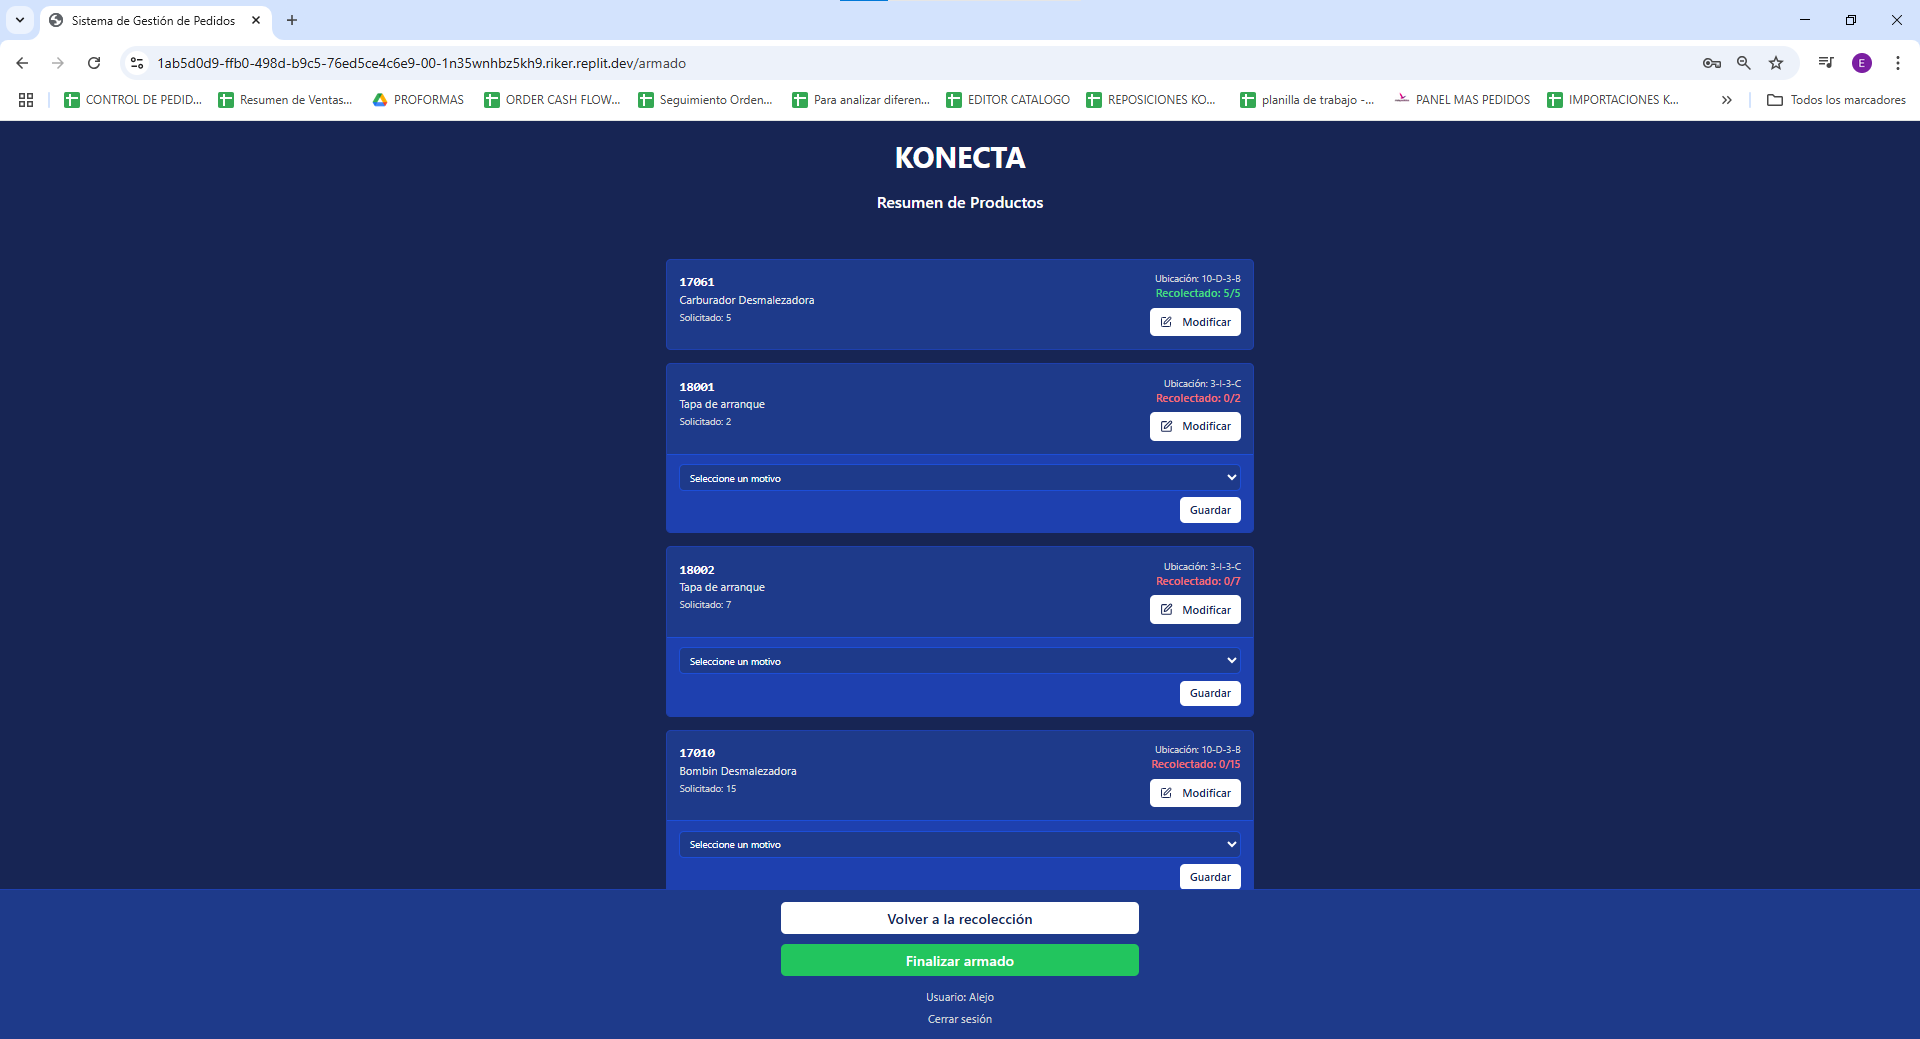 Sistema de Gestión de Pedidos
1ab5d0d9-ffb0-498d-b9c5-76ed5ce4c6e9-00-1n35wnhbz5kh9.riker.replit.dev/armado
E
CONTROL DE PEDID...
Resumen de Ventas...
PROFORMAS
ORDER CASH FLOW...
Seguimiento Orden...
Para analizar diferen...
EDITOR CATALOGO
REPOSICIONES KO...
planilla de trabajo -...
PANEL MAS PEDIDOS
IMPORTACIONES K...
Todos los marcadores
KONECTA
Resumen de Productos
17061
Carburador Desmalezadora
Solicitado: 5
Ubicación: 10-D-3-B
Recolectado: 5/5
Modificar
18001
Tapa de arranque
Solicitado: 2
Ubicación: 3-I-3-C
Recolectado: 0/2
Modificar
Seleccione un motivo
Guardar
18002
Tapa de arranque
Solicitado: 7
Ubicación: 3-I-3-C
Recolectado: 0/7
Modificar
Seleccione un motivo
Guardar
17010
Bombin Desmalezadora
Solicitado: 15
Ubicación: 10-D-3-B
Recolectado: 0/15
Modificar
Seleccione un motivo
Guardar
Volver a la recolección
Finalizar armado
Usuario: Alejo
Cerrar sesión